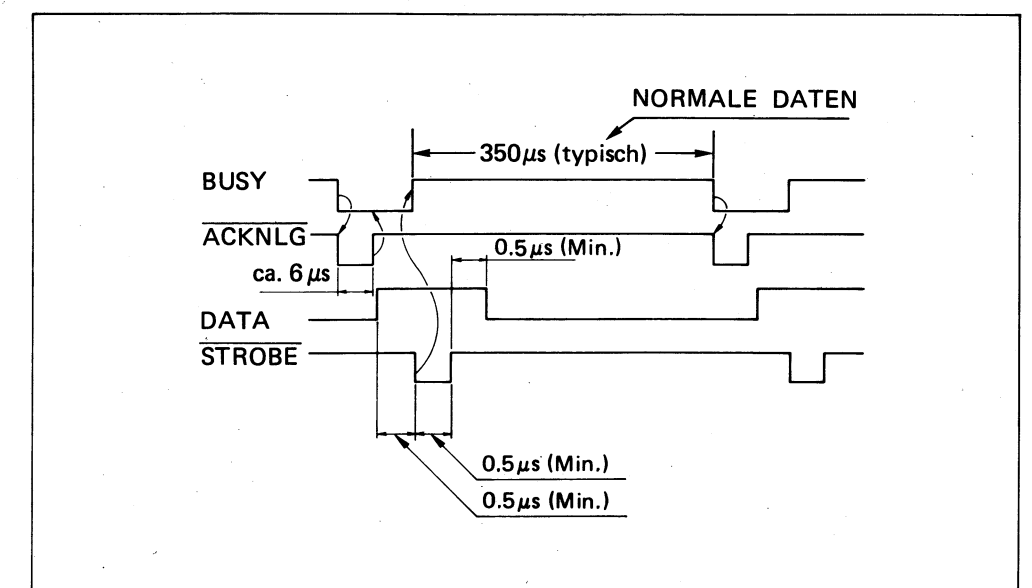 NORMALE DATEN
350µs (typisch)
BUSY
ACKNLG
0.5µs (Min.)
ca. 6µs
DATA
STROBE
0.5µs (Min.)
0.5µs (Min.)